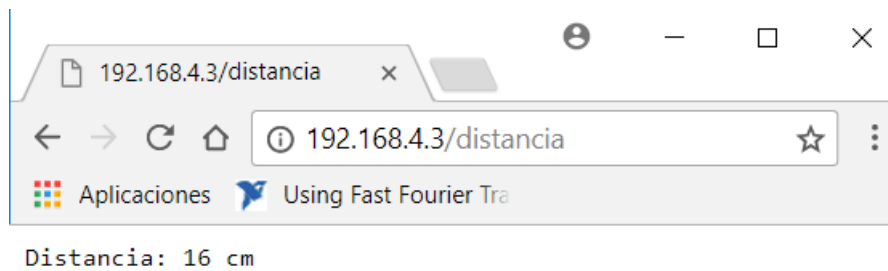 192.168.4.3/distancia
192.168.4.3/distancia
Aplicaciones Using Fast Fourier Tra
Distancia: 16 cm